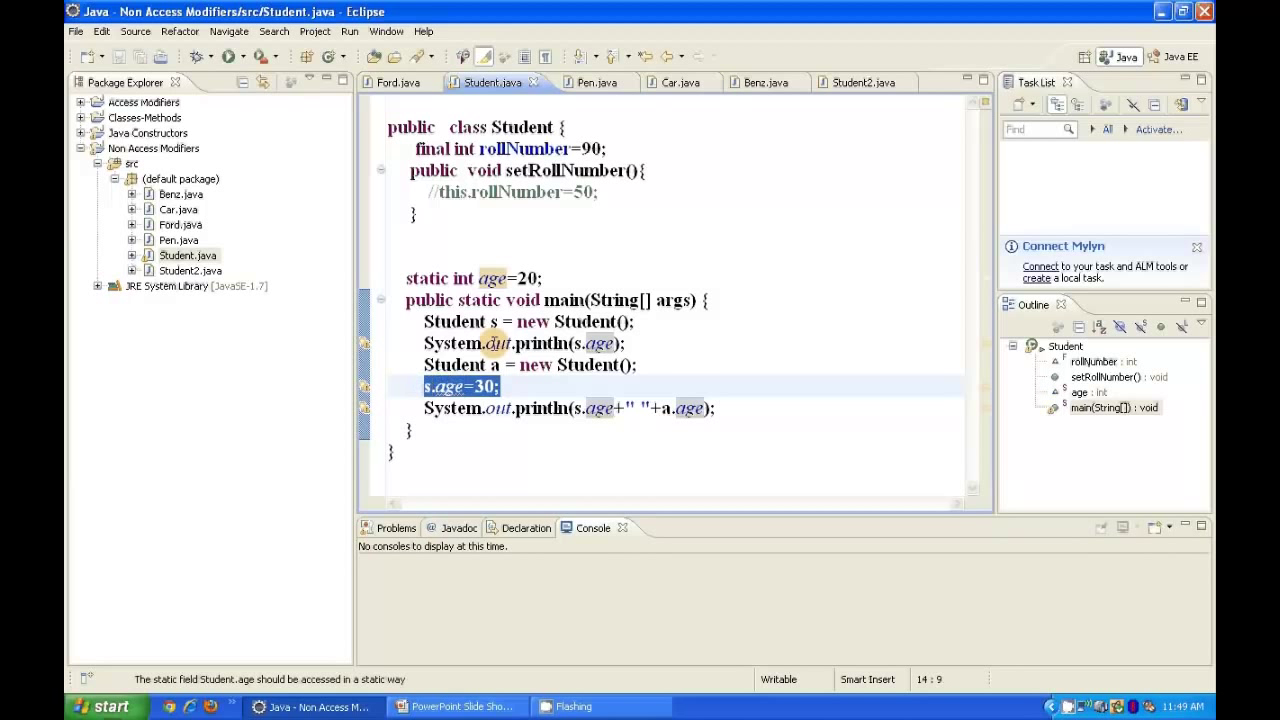 Java - Non Access Modifiers/src/Student.java - Eclipse
File Edit Source Refactor Navigate Search Project Run Window Help
Java Java EE
Package Explorer
Ford.java Student.java Pen.java Car.java Benz.java Student2.java
Task List
Access Modifiers
Classes-Methods
Java Constructors
Non Access Modifiers
src
(default package)
Benz.java
Car.java
Ford.java
Pen.java
Student.java
Student2.java
JRE System Library [JavaSE-1.7]
public class Student {
final int rollNumber=90;
public void setRollNumber(){
//this.rollNumber=50;
}
static int age=20;
public static void main(String[] args) {
Student s = new Student();
System.out.println(s.age);
Student a = new Student();
s.age=30;
System.out.println(s.age+" "+a.age);
}
}
Find All Activate...
Connect Mylyn
Connect to your task and ALM tools or
create a local task.
Outline
Student
rollNumber : int
setRollNumber() : void
age : int
main(String[]) : void
Problems Javadoc Declaration Console
No consoles to display at this time.
The static field Student.age should be accessed in a static way
Writable Smart Insert 14 : 9
start Java - Non Access M... PowerPoint Slide Sho... Flashing 11:49 AM